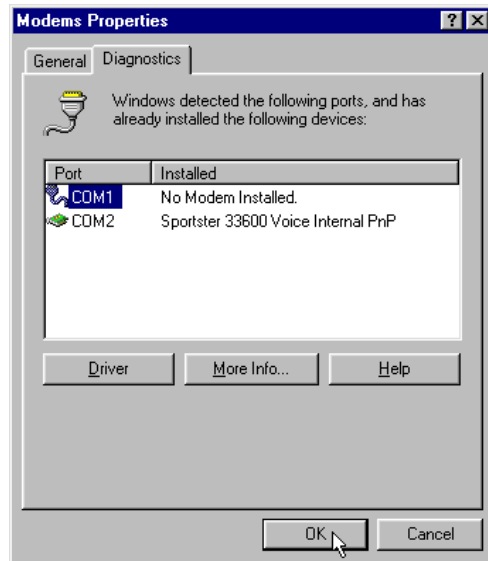 Modems Properties
General Diagnostics
Windows detected the following ports, and has
already installed the following devices:
Port Installed
COM1 No Modem Installed.
COM2 Sportster 33600 Voice Internal PnP
Driver More Info... Help
OK Cancel